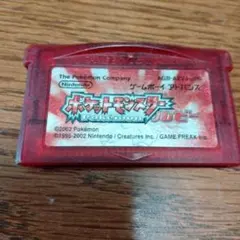 The Pokémon Company
Nintendo
ゲームボーイ アドバンス
ポケットモンスター
ルビー
©2002 Pokémon
©1995-2002 Nintendo / Creatures Inc. / GAME FREAK inc.